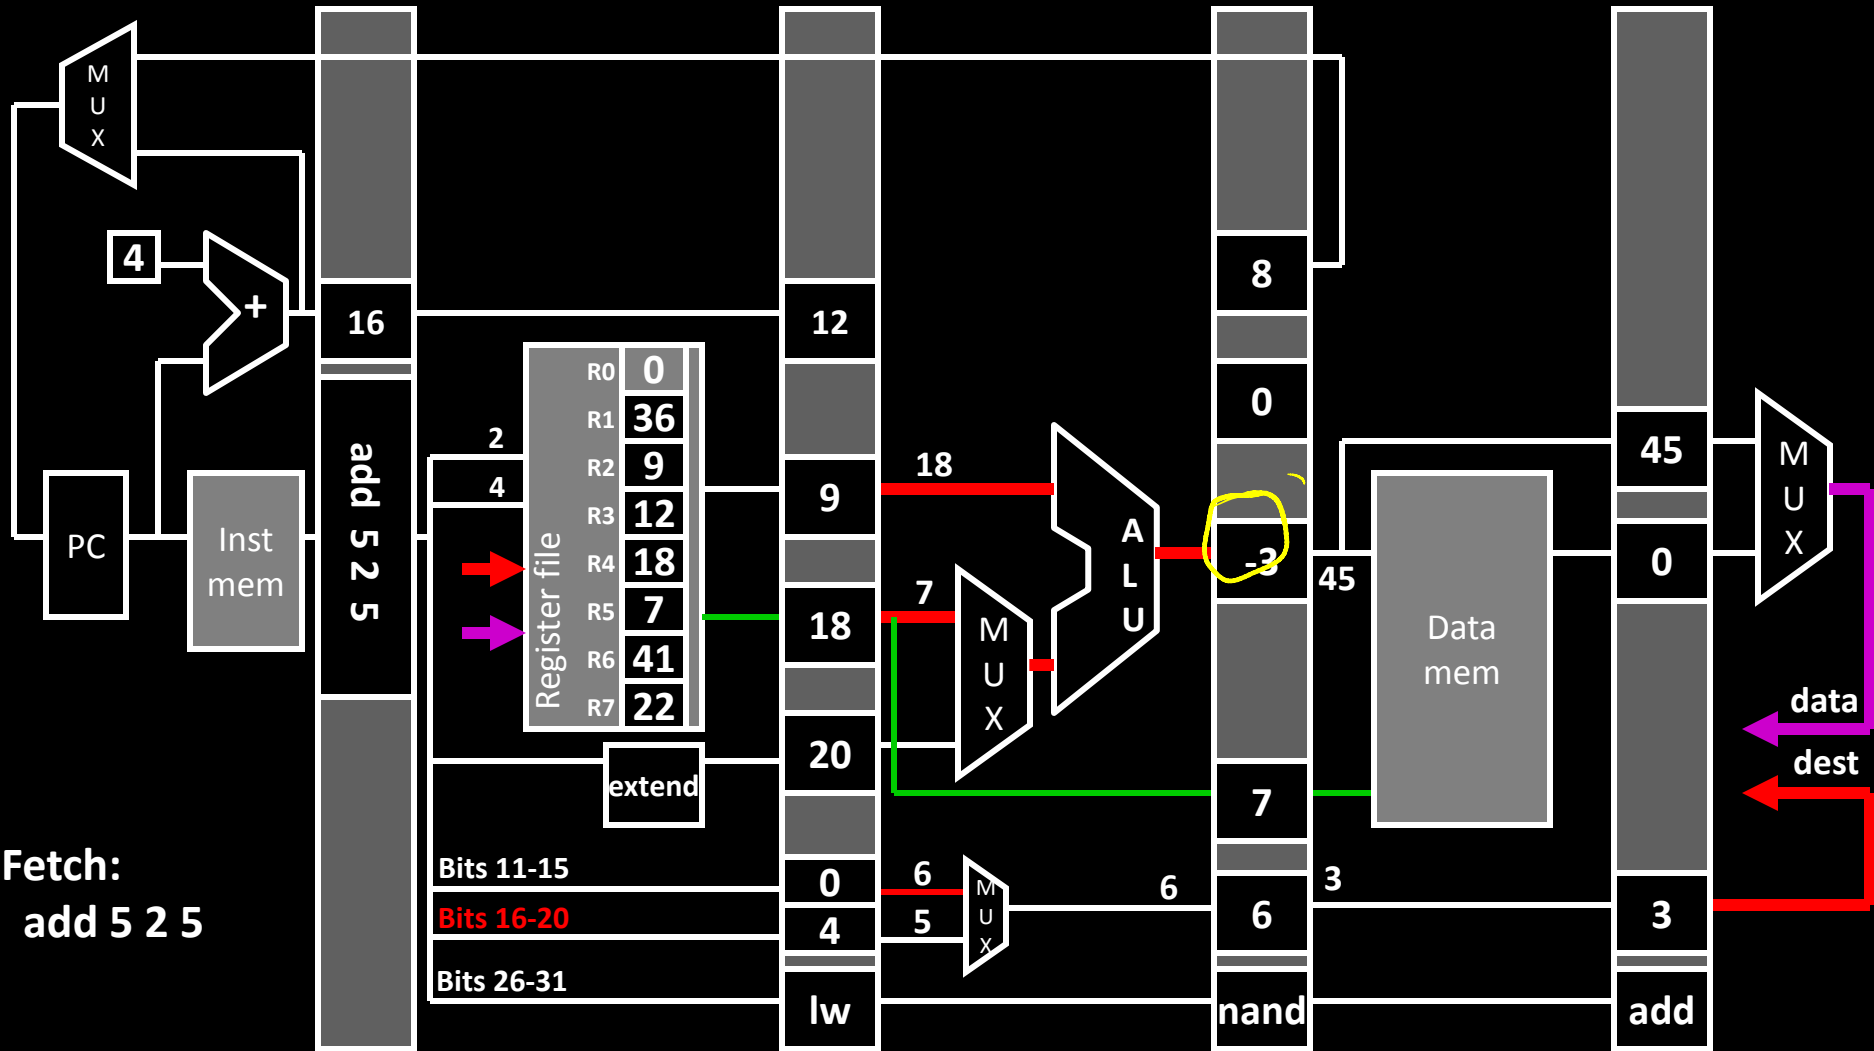 M
U
X
4
+
PC
Inst
mem
16
add 5 2 5
Fetch:
add 5 2 5
2
4
Register file
R0 0
R1 36
R2 9
R3 12
R4 18
R5 7
R6 41
R7 22
extend
Bits 11-15
Bits 16-20
Bits 26-31
12
9
18
20
0
4
lw
18
7
M
U
X
A
L
U
6
5
M
U
X
6
8
0
-3
7
6
nand
45
3
Data
mem
45
0
3
add
M
U
X
data
dest